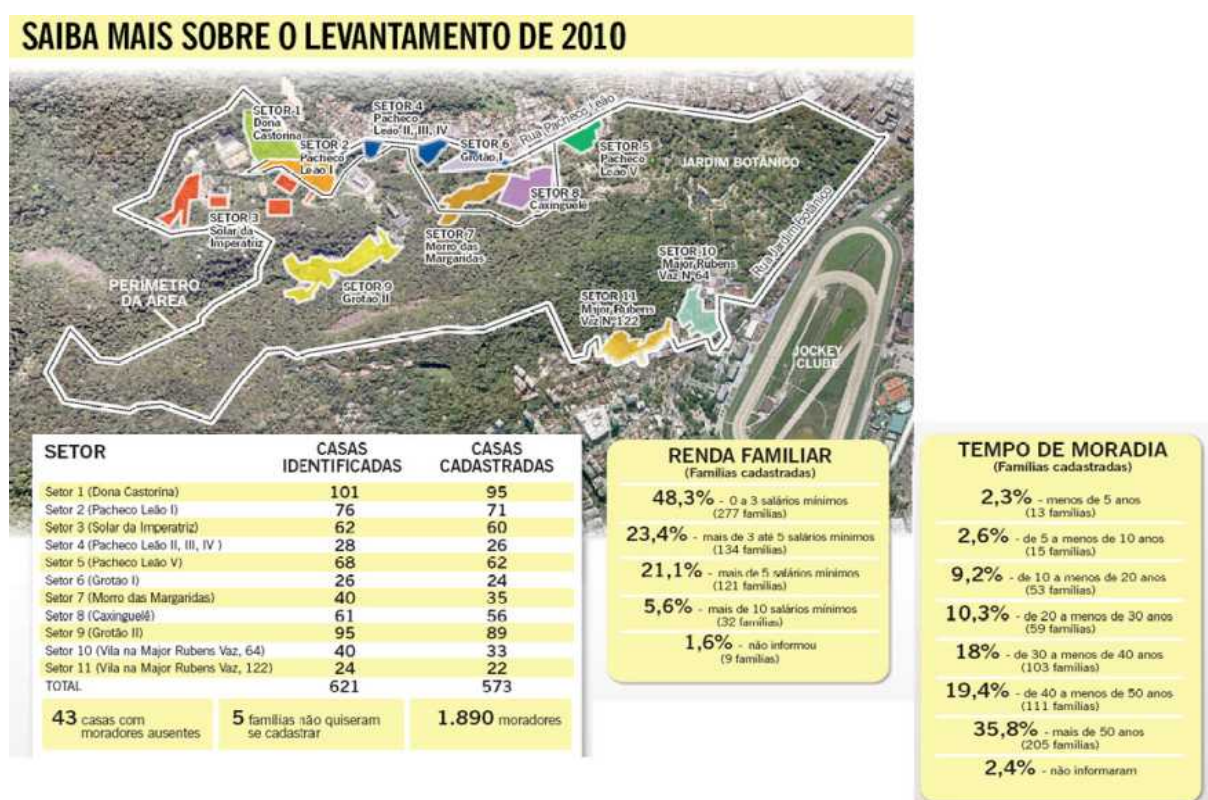 SAIBA MAIS SOBRE O LEVANTAMENTO DE 2010
SETOR 1
Dona
Castorina
SETOR 2
Pacheco
Leão I
SETOR 4
Pacheco
Leão II, III, IV
SETOR 6
Grotão I
Rua Pacheco Leão
SETOR 5
Pacheco
Leão V
JARDIM BOTÂNICO
SETOR 3
Solar da
Imperatriz
SETOR 8
Caxinguelê
SETOR 7
Morro das
Margaridas
Rua Jardim Botânico
PERÍMETRO
DA ÁREA
SETOR 9
Grotão II
SETOR 10
Major Rubens
Vaz Nº 64
SETOR 11
Major Rubens
Vaz Nº 122
JOCKEY
CLUBE
SETOR CASAS IDENTIFICADAS CASAS CADASTRADAS
Setor 1 (Dona Castorina) 101 95
Setor 2 (Pacheco Leão I) 76 71
Setor 3 (Solar da Imperatriz) 62 60
Setor 4 (Pacheco Leão II, III, IV ) 28 26
Setor 5 (Pacheco Leão V) 68 62
Setor 6 (Grotão I) 26 24
Setor 7 (Morro das Margaridas) 40 35
Setor 8 (Caxinguelê) 61 56
Setor 9 (Grotão II) 95 89
Setor 10 (Vila na Major Rubens Vaz, 64) 40 33
Setor 11 (Vila na Major Rubens Vaz, 122) 24 22
TOTAL 621 573
43 casas com
moradores ausentes
5 famílias não quiseram
se cadastrar
1.890 moradores
RENDA FAMILIAR
(Famílias cadastradas)
48,3% - 0 a 3 salários mínimos
(277 famílias)
23,4% - mais de 3 até 5 salários mínimos
(134 famílias)
21,1% - mais de 5 salários mínimos
(121 famílias)
5,6% - mais de 10 salários mínimos
(32 famílias)
1,6% - não informou
(9 famílias)
TEMPO DE MORADIA
(Famílias cadastradas)
2,3% - menos de 5 anos
(13 famílias)
2,6% - de 5 a menos de 10 anos
(15 famílias)
9,2% - de 10 a menos de 20 anos
(53 famílias)
10,3% - de 20 a menos de 30 anos
(59 famílias)
18% - de 30 a menos de 40 anos
(103 famílias)
19,4% - de 40 a menos de 50 anos
(111 famílias)
35,8% - mais de 50 anos
(205 famílias)
2,4% - não informaram